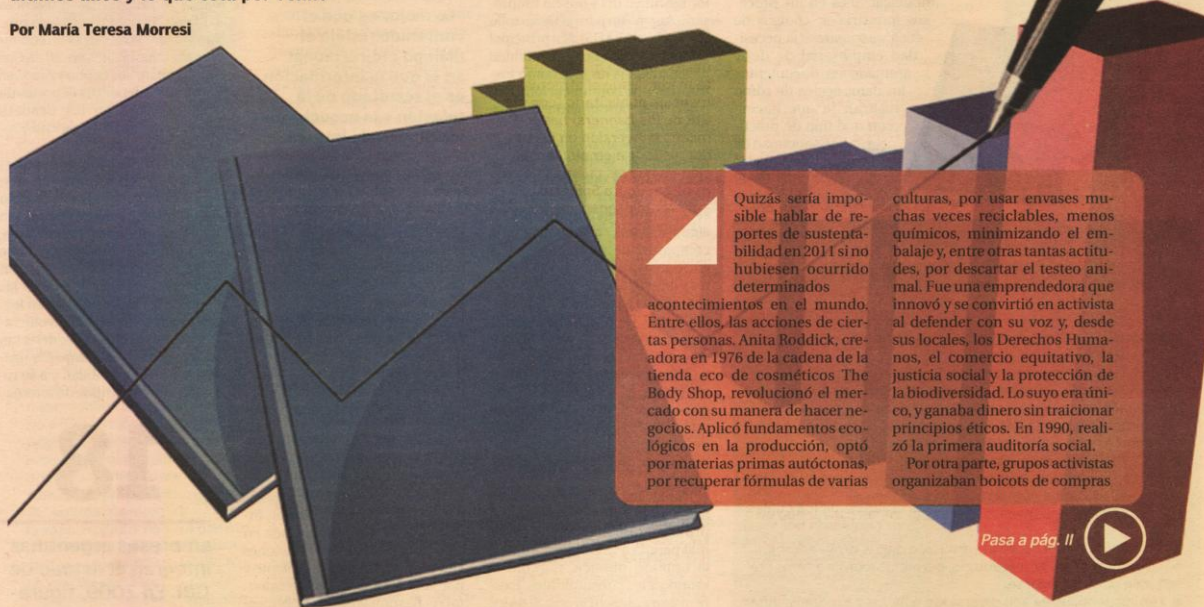 Por María Teresa Morresi
Quizás sería impo-
sible hablar de re-
portes de sustenta-
bilidad en 2011 si no
hubiesen ocurrido
determinados
acontecimientos en el mundo.
Entre ellos, las acciones de cier-
tas personas. Anita Roddick, cre-
adora en 1976 de la cadena de la
tienda eco de cosméticos The
Body Shop, revolucionó el mer-
cado con su manera de hacer ne-
gocios. Aplicó fundamentos eco-
lógicos en la producción, optó
por materias primas autóctonas,
por recuperar fórmulas de varias
culturas, por usar envases mu-
chas veces reciclables, menos
químicos, minimizando el em-
balaje y, entre otras tantas actitu-
des, por descartar el testeo ani-
mal. Fue una emprendedora que
innovó y se convirtió en activista
al defender con su voz y, desde
sus locales, los Derechos Huma-
nos, el comercio equitativo, la
justicia social y la protección de
la biodiversidad. Lo suyo era úni-
co, y ganaba dinero sin traicionar
principios éticos. En 1990, reali-
zó la primera auditoría social.
Por otra parte, grupos activistas
organizaban boicots de compras
Pasa a pág. II